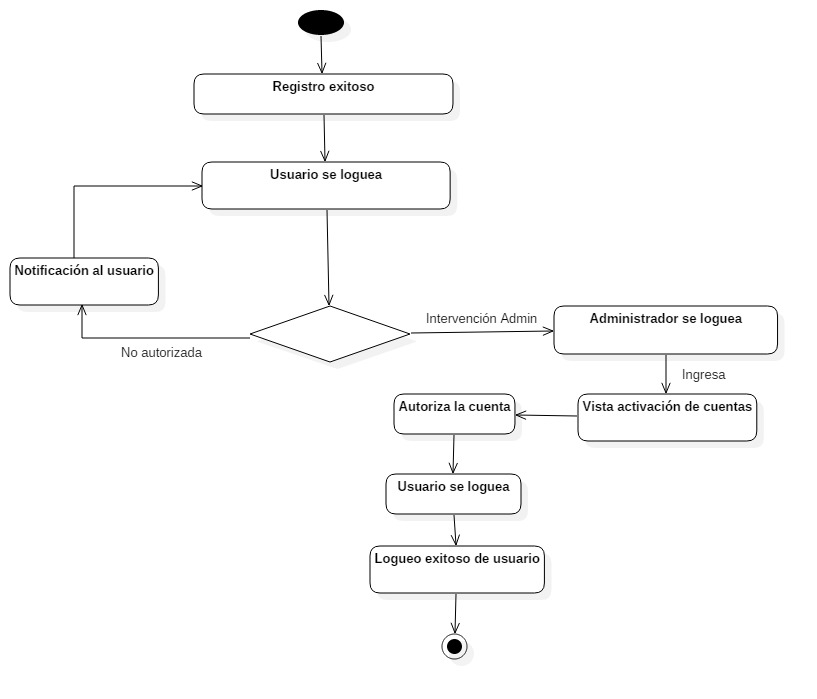 Registro exitoso
Usuario se loguea
Notificación al usuario
No autorizada
Intervención Admin
Administrador se loguea
Ingresa
Vista activación de cuentas
Autoriza la cuenta
Usuario se loguea
Logueo exitoso de usuario